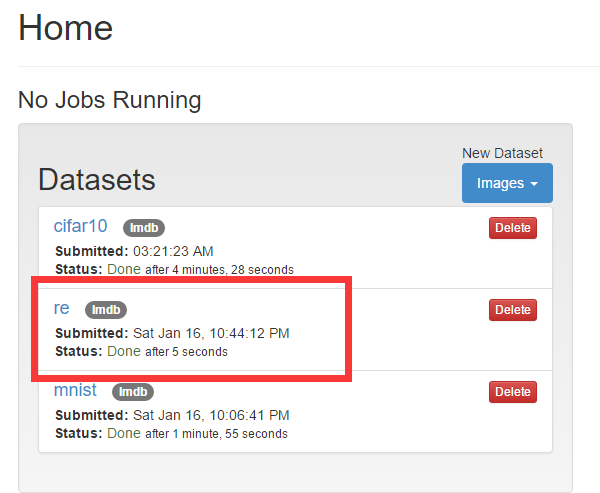 Home
No Jobs Running
New Dataset
Datasets
Images
cifar10 lmdb Delete
Submitted: 03:21:23 AM
Status: Done after 4 minutes, 28 seconds
re lmdb Delete
Submitted: Sat Jan 16, 10:44:12 PM
Status: Done after 5 seconds
mnist lmdb Delete
Submitted: Sat Jan 16, 10:06:41 PM
Status: Done after 1 minute, 55 seconds